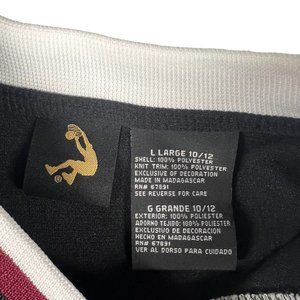 L LARGE 10/12
SHELL: 100% POLYESTER
KNIT TRIM: 100% POLYESTER
EXCLUSIVE OF DECORATION
MADE IN MADAGASCAR
RN# 67891
SEE REVERSE FOR CARE
G GRANDE 10/12
EXTERIOR: 100% POLYESTER
ADORNO TEJIDO: 100% POLYESTER
EXCLUSIVO DE DECORACION
HECHO EN MADAGASCAR
RN# 67891
VER AL DORSO PARA CUIDADO
®